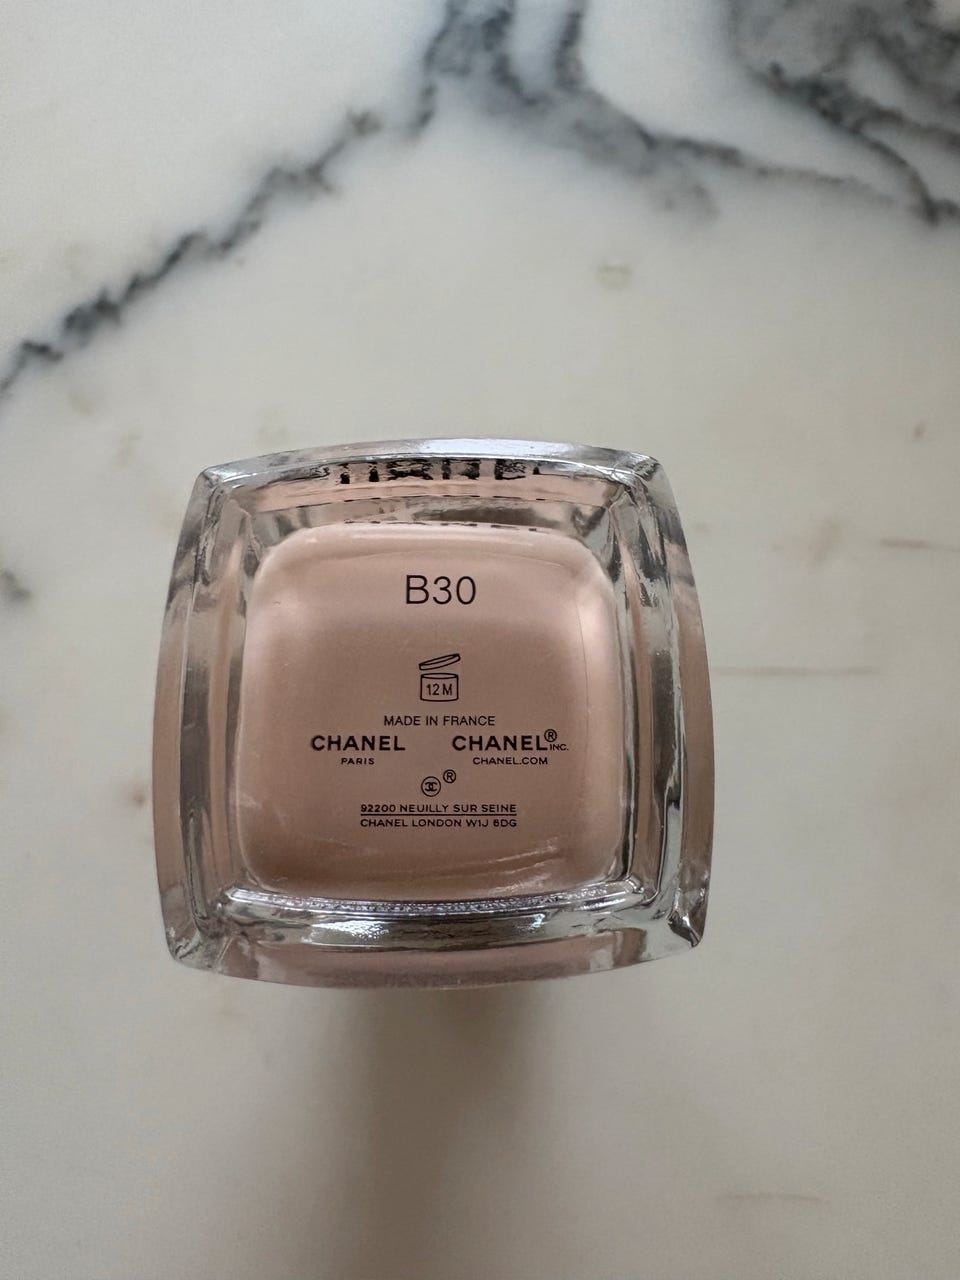 B30
12M
MADE IN FRANCE
CHANEL CHANEL® INC.
PARIS CHANEL.COM
®
92200 NEUILLY SUR SEINE
CHANEL LONDON W1J 6DG